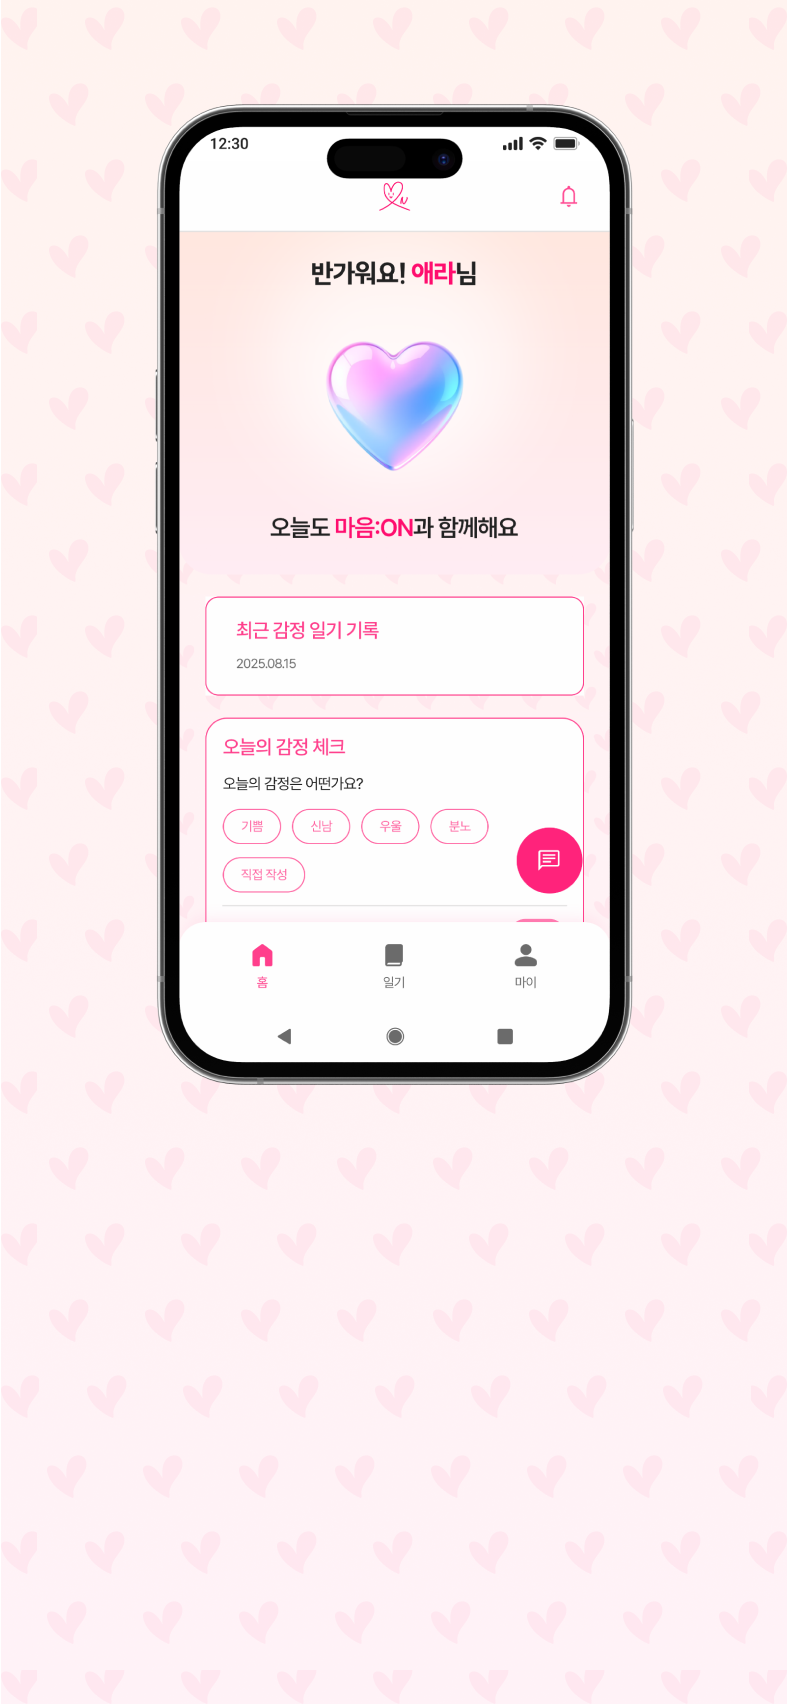 12:30
반가워요! 애라님
오늘도 마음:ON과 함께해요
최근 감정 일기 기록
2025.08.15
오늘의 감정 체크
오늘의 감정은 어떤가요?
기쁨 신남 우울 분노
직접 작성
홈 일기 마이